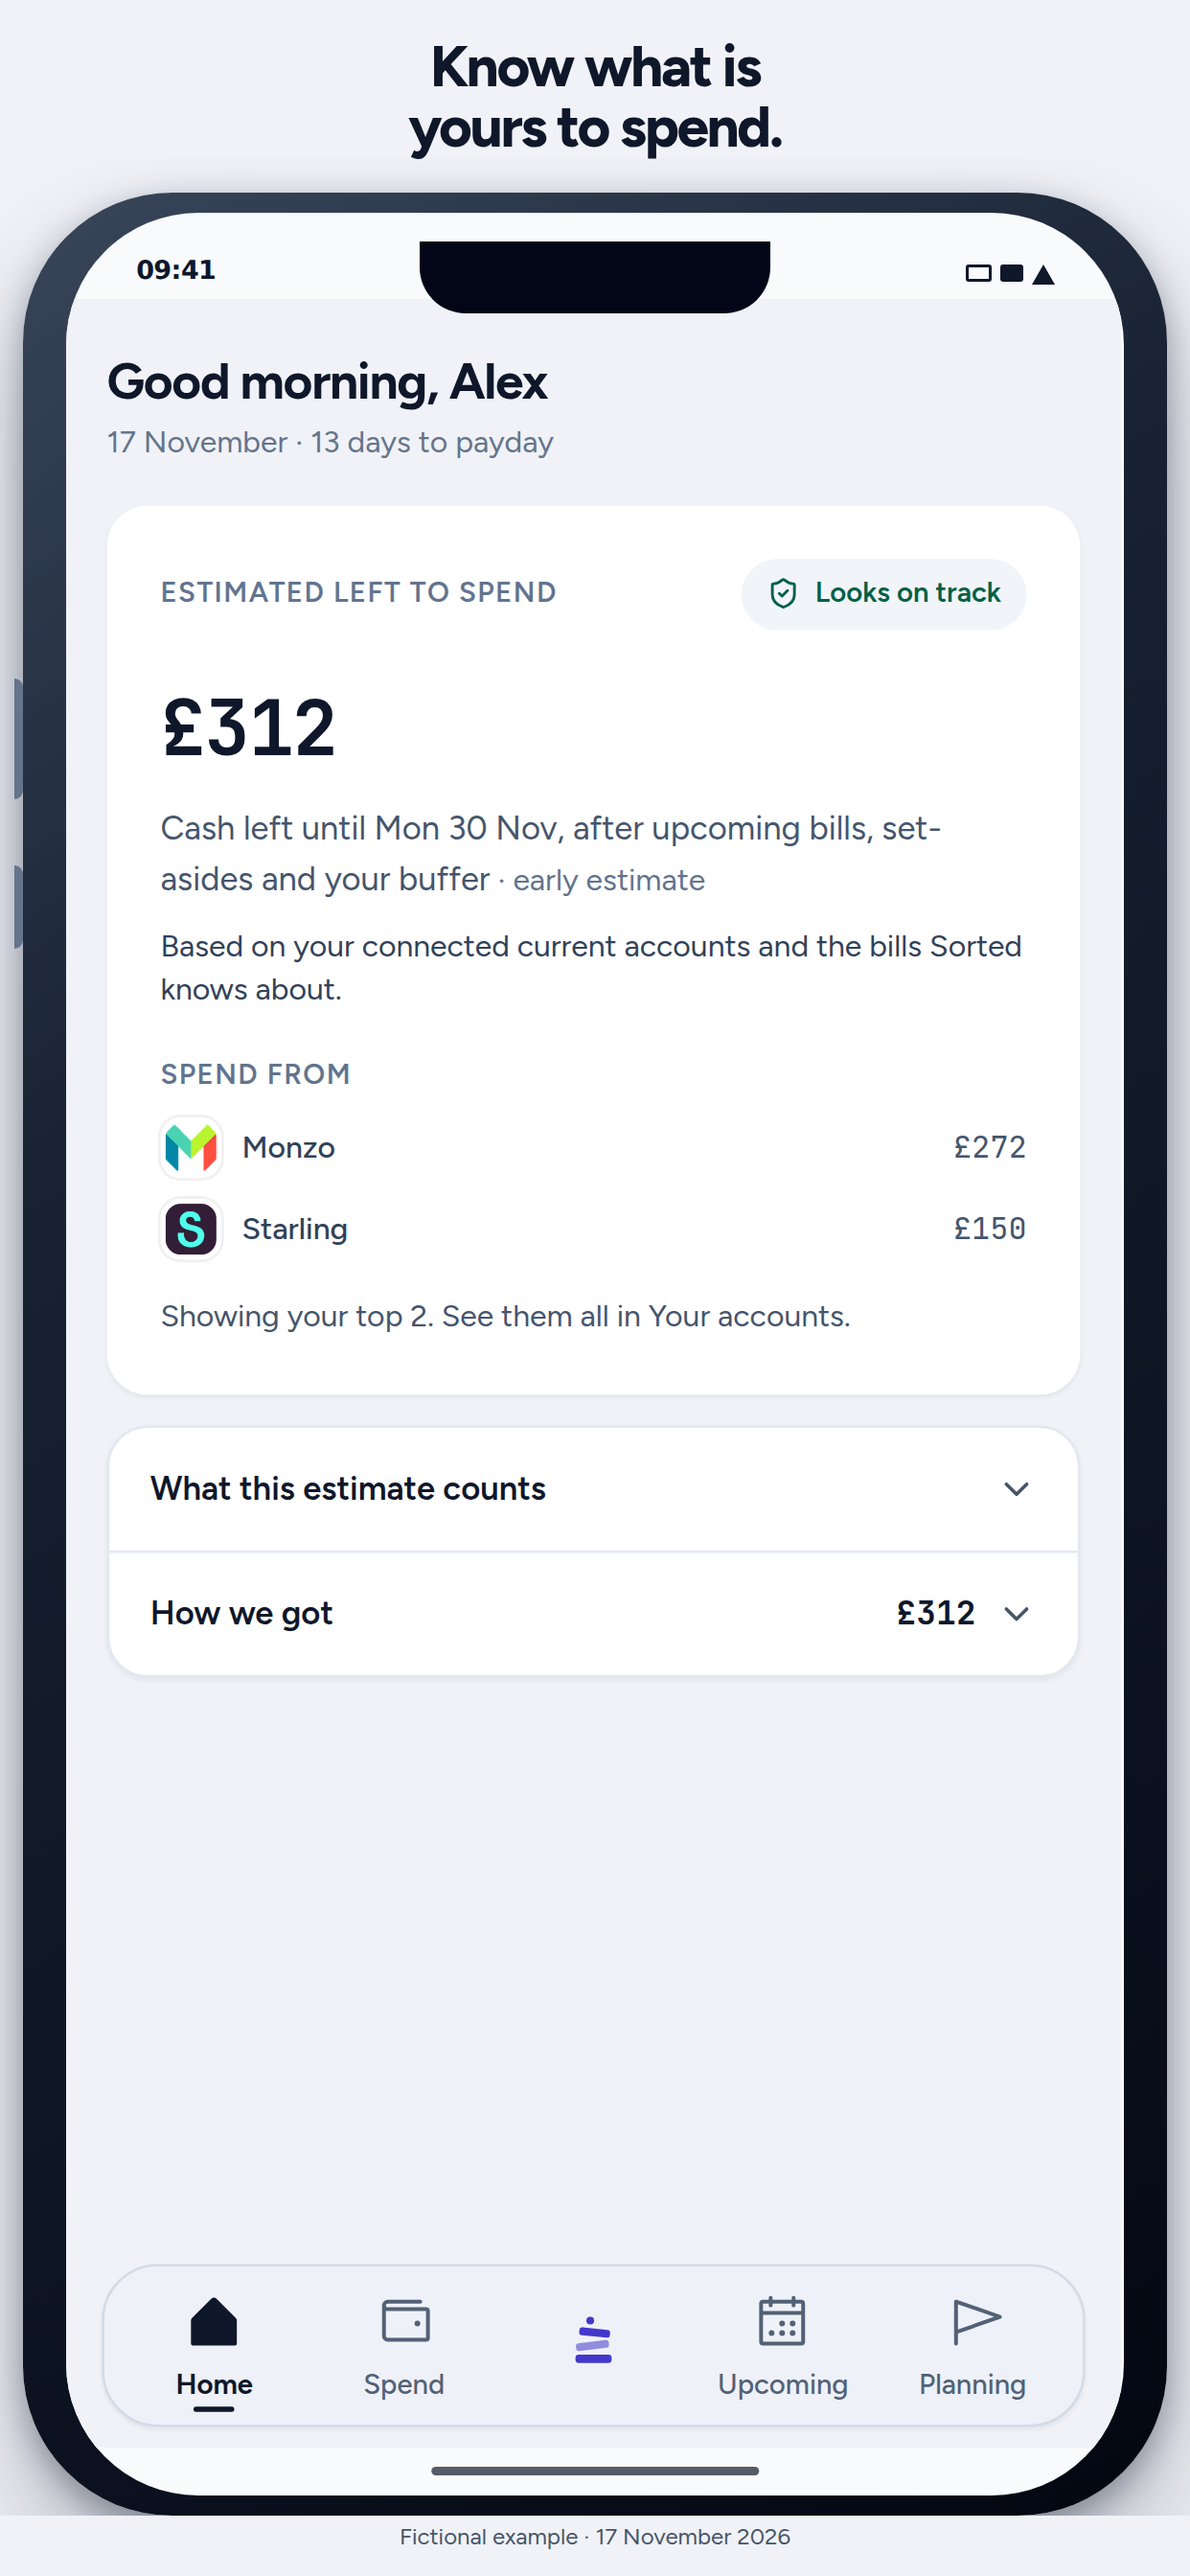 Know what is
yours to spend.
09:41
Good morning, Alex
17 November · 13 days to payday
ESTIMATED LEFT TO SPEND
Looks on track
£312
Cash left until Mon 30 Nov, after upcoming bills, set-
asides and your buffer · early estimate
Based on your connected current accounts and the bills Sorted
knows about.
SPEND FROM
Monzo £272
S Starling £150
Showing your top 2. See them all in Your accounts.
What this estimate counts
How we got £312
Home Spend Upcoming Planning
Fictional example · 17 November 2026